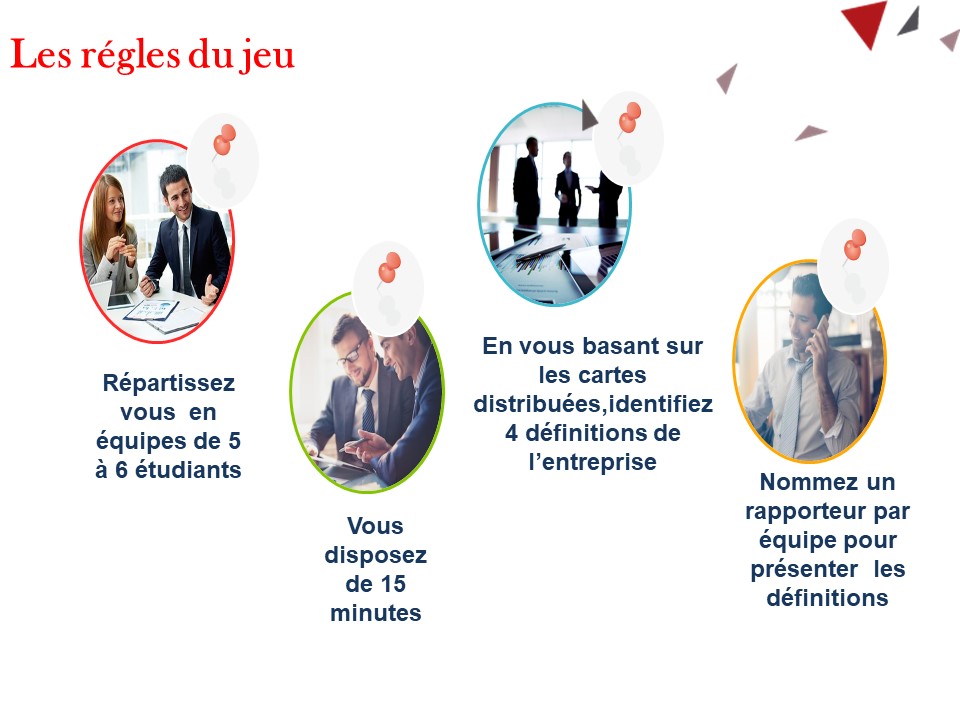 Les régles du jeu
Répartissez
vous en
équipes de 5
à 6 étudiants
Vous
disposez
de 15
minutes
En vous basant sur
les cartes
distribuées,identifiez
4 définitions de
l’entreprise
Nommez un
rapporteur par
équipe pour
présenter les
définitions